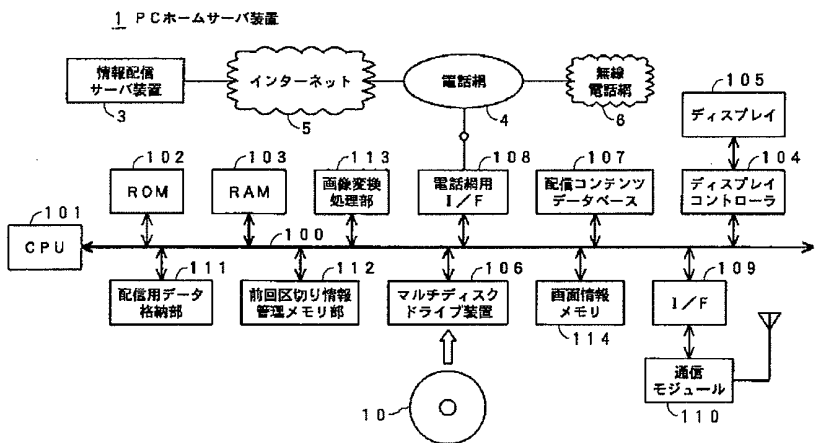 1 PCホームサーバ装置
情報配信
サーバ装置
3
インターネット
5
電話網
4
無線
電話網
6
105
ディスプレイ
102
ROM
103
RAM
113
画像変換
処理部
108
電話網用
I/F
107
配信コンテンツ
データベース
104
ディスプレイ
コントローラ
101
CPU
100
111
配信用データ
格納部
112
前回区切り情報
管理メモリ部
106
マルチディスク
ドライブ装置
画面情報
メモリ
114
109
I/F
通信
モジュール
110
10